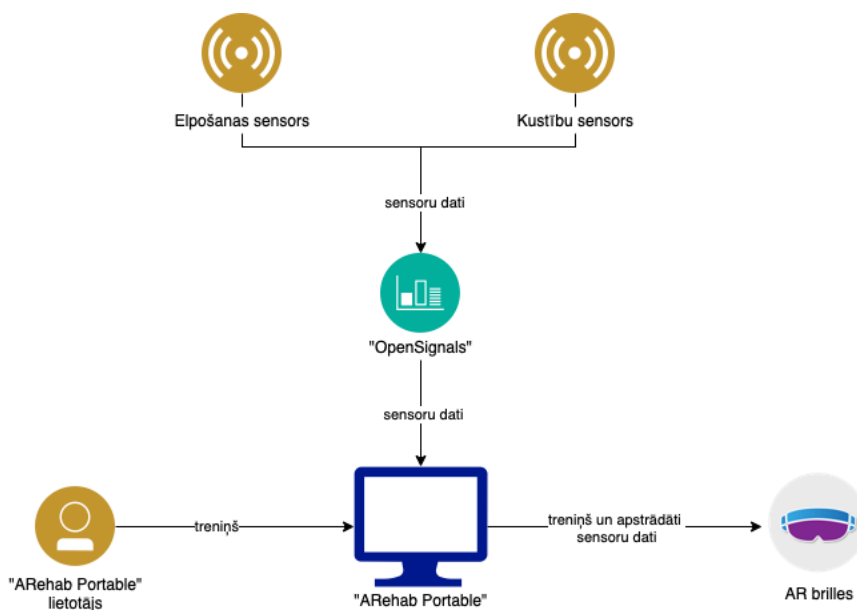 Elpošanas sensors
Kustību sensors
sensoru dati
"OpenSignals"
sensoru dati
treniņš
treniņš un apstrādāti
sensoru dati
"ARehab Portable"
lietotājs
"ARehab Portable"
AR brilles